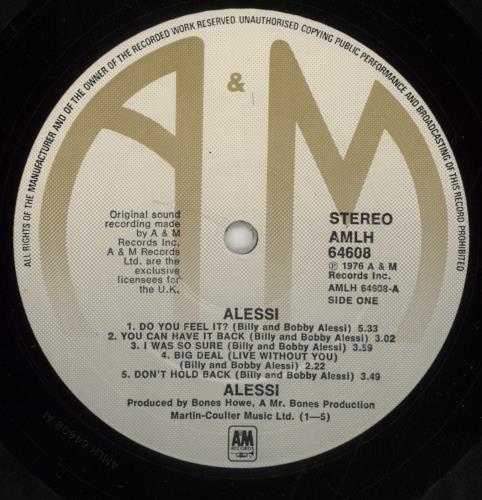 ALL RIGHTS OF THE MANUFACTURER AND OF THE OWNER OF THE RECORDED WORK RESERVED. UNAUTHORISED COPYING PUBLIC PERFORMANCE AND BROADCASTING OF THIS RECORD PROHIBITED
A & M
Original sound
recording made
by A & M
Records Inc.
A & M Records
Ltd. are the
exclusive
licensees for
the U.K.
STEREO
AMLH
64608
℗ 1976 A & M
Records Inc.
AMLH 64608-A
SIDE ONE
ALESSI
1. DO YOU FEEL IT? (Billy and Bobby Alessi) 5.33
2. YOU CAN HAVE IT BACK (Billy and Bobby Alessi) 3.02
3. I WAS SO SURE (Billy and Bobby Alessi) 3.59
4. BIG DEAL (LIVE WITHOUT YOU)
(Billy and Bobby Alessi) 2.22
5. DON'T HOLD BACK (Billy and Bobby Alessi) 3.49
ALESSI
Produced by Bones Howe, A Mr. Bones Production
Martin-Coulter Music Ltd. (1—5)
A&M
RECORDS
AMLH 64608 A1